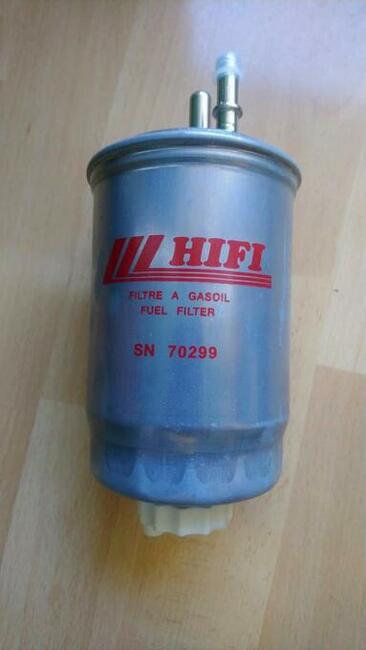 HIFI
FILTRE A GASOIL
FUEL FILTER
SN 70299